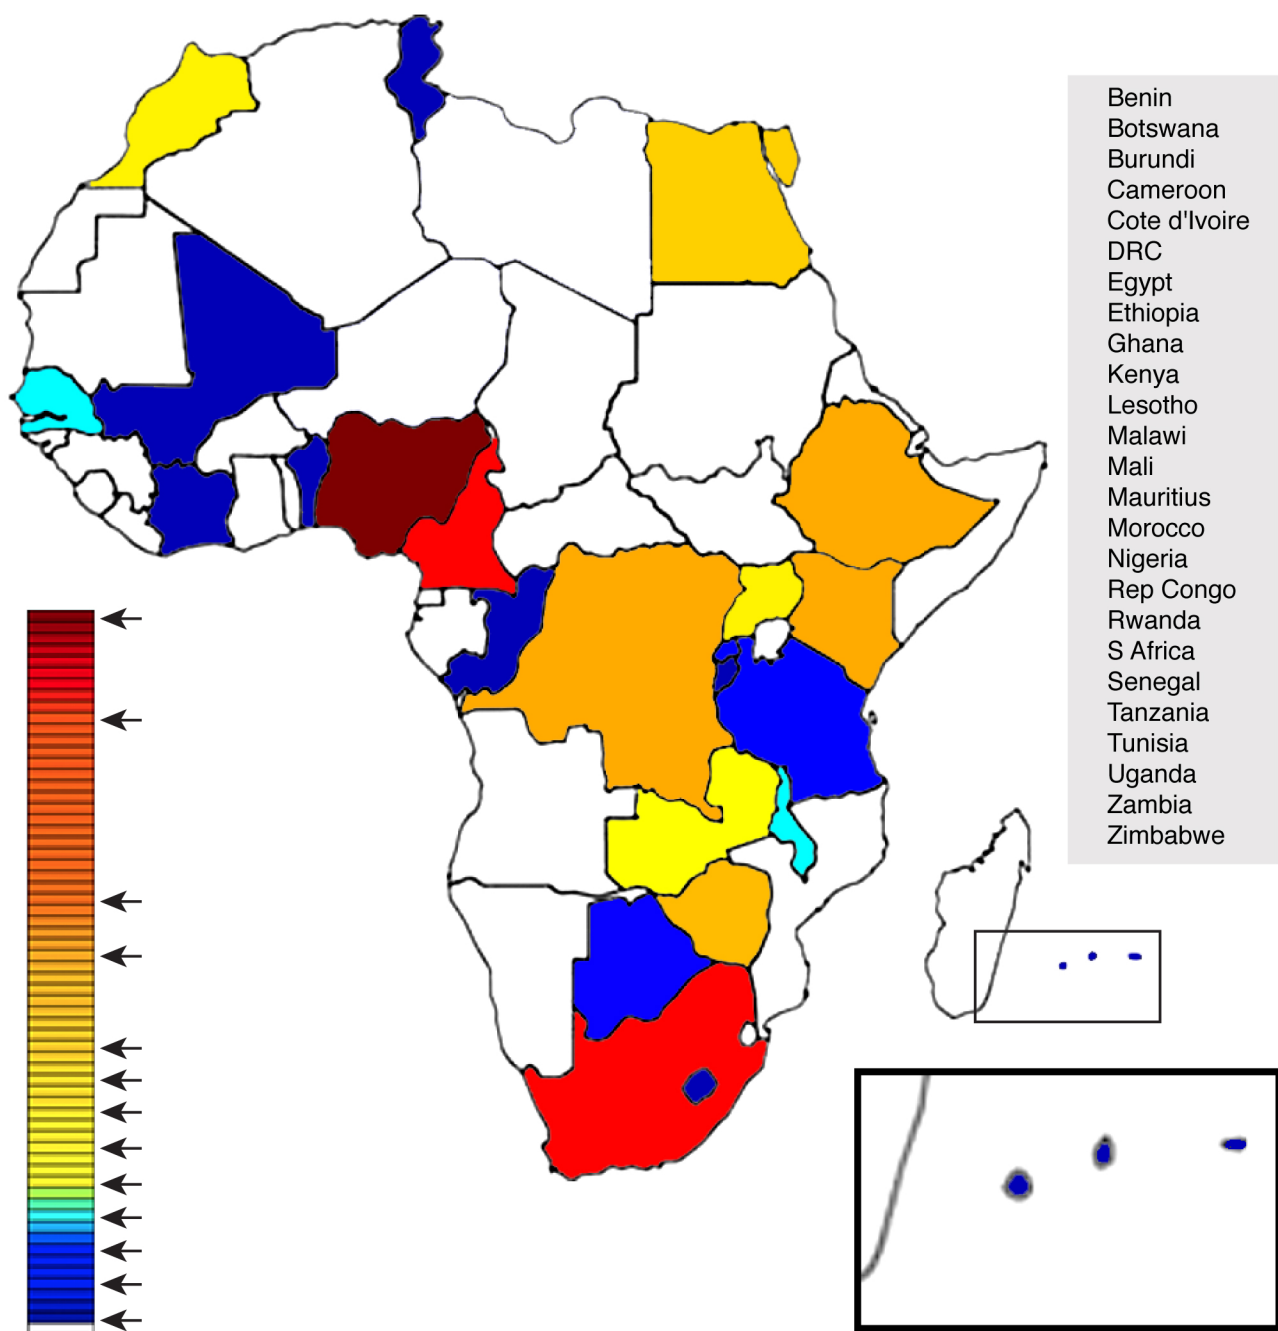 Benin
Botswana
Burundi
Cameroon
Cote d'Ivoire
DRC
Egypt
Ethiopia
Ghana
Kenya
Lesotho
Malawi
Mali
Mauritius
Morocco
Nigeria
Rep Congo
Rwanda
S Africa
Senegal
Tanzania
Tunisia
Uganda
Zambia
Zimbabwe